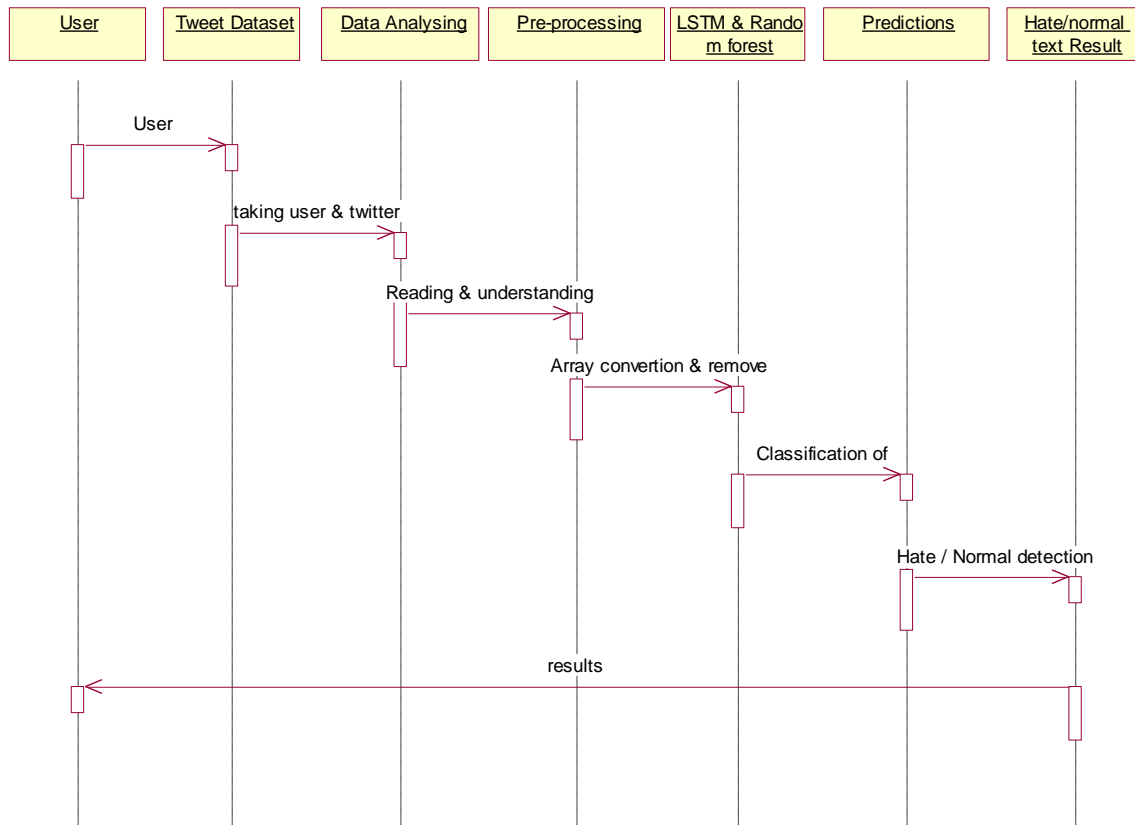 User
Tweet Dataset
Data Analysing
Pre-processing
LSTM & Rando
m forest
Predictions
Hate/normal
text Result
User
taking user & twitter
Reading & understanding
Array convertion & remove
Classification of
Hate / Normal detection
results